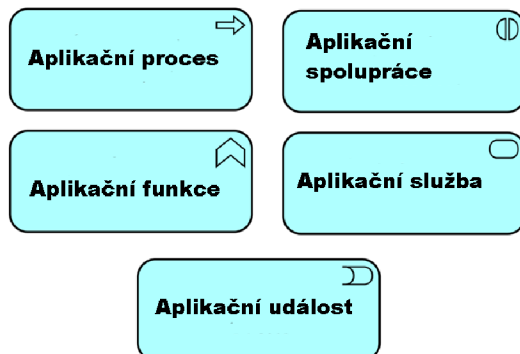 Aplikační proces
Aplikační
spolupráce
Aplikační funkce
Aplikační služba
Aplikační událost